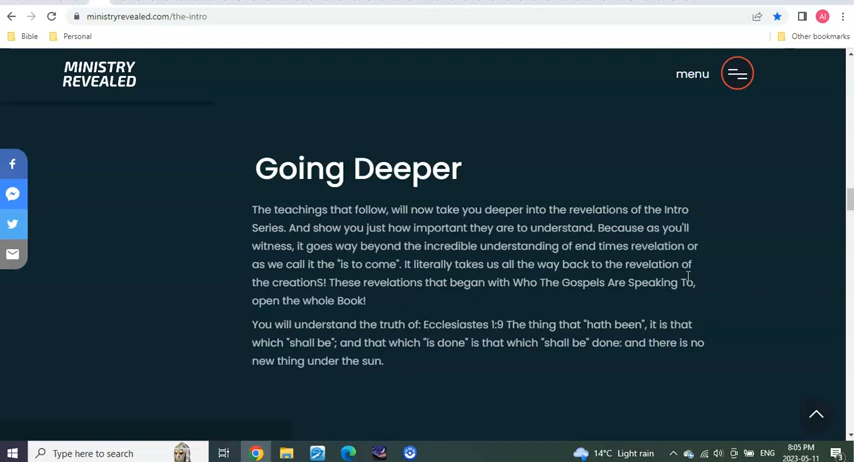 ministryrevealed.com/the-intro
Bible
Personal
Other bookmarks
MINISTRY
REVEALED
menu
Going Deeper
The teachings that follow, will now take you deeper into the revelations of the Intro
Series. And show you just how important they are to understand. Because as you'll
witness, it goes way beyond the incredible understanding of end times revelation or
as we call it the "is to come". It literally takes us all the way back to the revelation of
the creationS! These revelations that began with Who The Gospels Are Speaking To,
open the whole Book!
You will understand the truth of: Ecclesiastes 1:9 The thing that "hath been", it is that
which "shall be"; and that which "is done" is that which "shall be" done: and there is no
new thing under the sun.
Type here to search
14°C Light rain
ENG
8:05 PM
2023-05-11